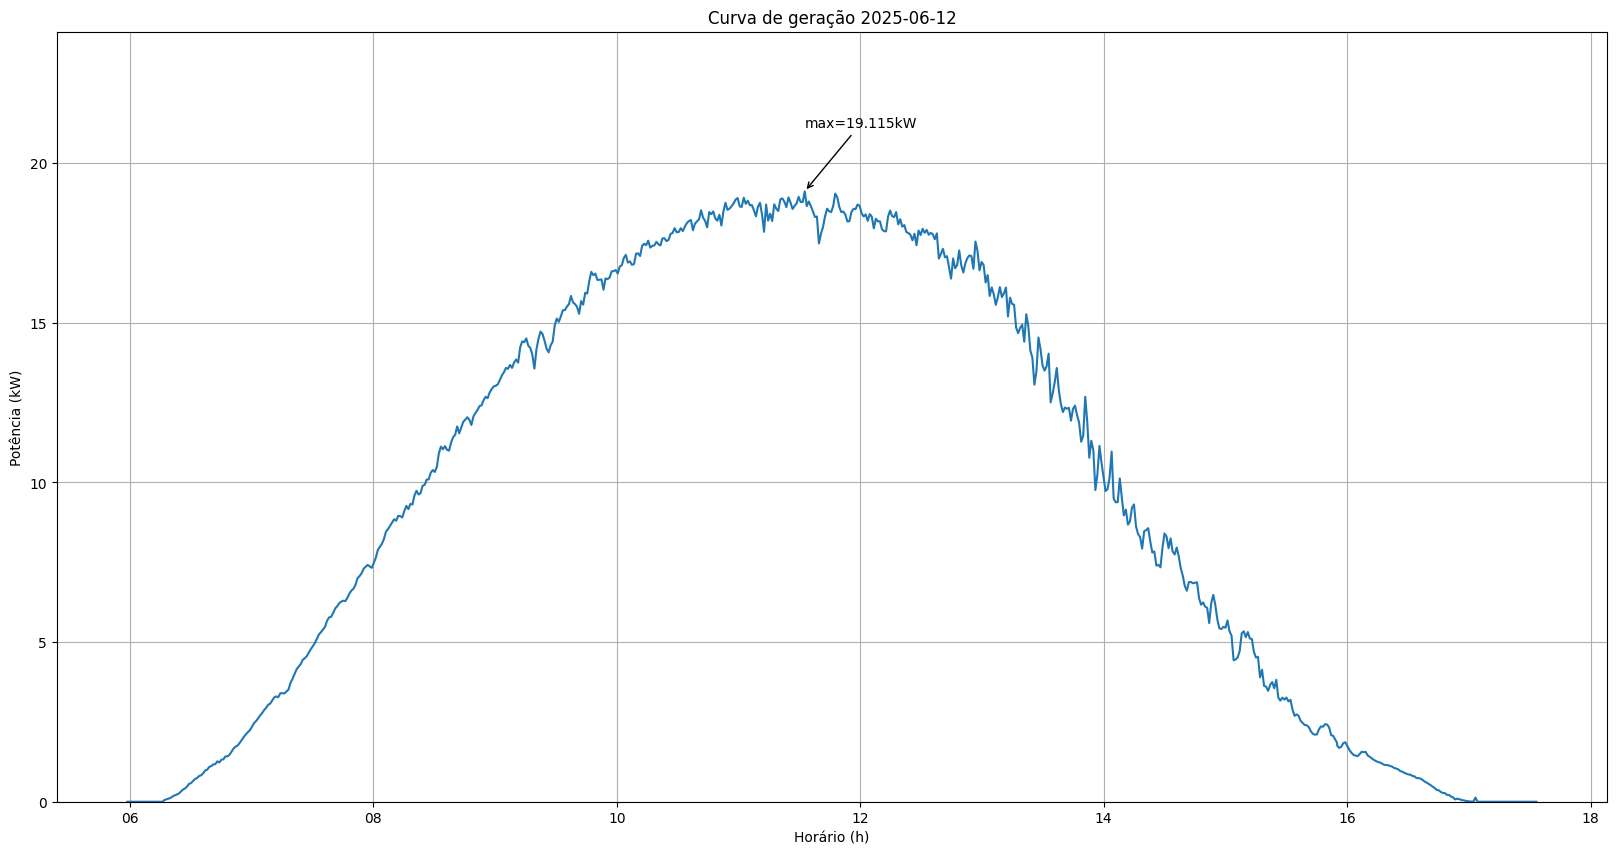 Curva de geração 2025-06-12
max=19.115kW
Potência (kW)
20
15
10
5
0
06 08 10 12 14 16 18
Horário (h)